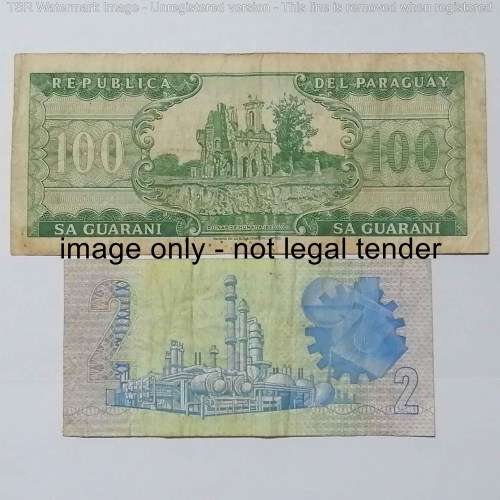 TSR Watermark Image - Unregistered version - This line is removed when registered
REPUBLICA DEL PARAGUAY
100 100
SA GUARANI SA GUARANI
image only - not legal tender
2
2